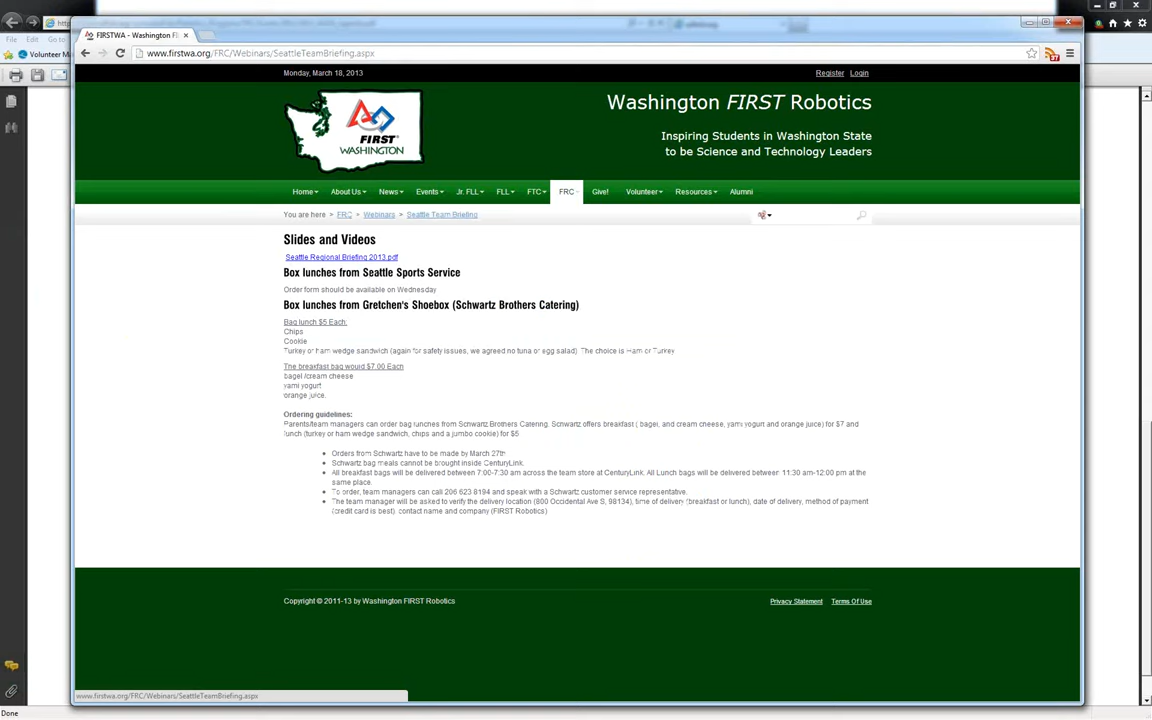 File Edit Go to
Volunteer M
FIRSTWA - Washington FI
www.firstwa.org/FRC/Webinars/SeattleTeamBriefing.aspx
Monday, March 18, 2013
Register Login
FIRST
WASHINGTON
Washington FIRST Robotics
Inspiring Students in Washington State
to be Science and Technology Leaders
Home About Us News Events Jr. FLL FLL FTC FRC Give! Volunteer Resources Alumni
You are here > FRC > Webinars > Seattle Team Briefing
Slides and Videos
Seattle Regional Briefing 2013.pdf
Box lunches from Seattle Sports Service
Order form should be available on Wednesday
Box lunches from Gretchen's Shoebox (Schwartz Brothers Catering)
Bag lunch $5 Each:
Chips
Cookie
Turkey or ham wedge sandwich (again for safety issues, we agreed no tuna or egg salad) The choice is Ham or Turkey
The breakfast bag would $7.00 Each
bagel /cream cheese
yami yogurt
orange juice.
Ordering guidelines:
Parents/team managers can order bag lrunches from Schwartz Brothers Catering. Schwartz offers breakfast ( bagel, and cream cheese, yami yogurt and orange juice) for $7 and
lunch (turkey or ham wedge sandwich, chips and a jumbo cookie) for $5
• Orders from Schwartz have to be made by March 27th
• Schwartz bag meals cannot be brought inside CenturyLink.
• All breakfast bags will be delivered between 7:00-7:30 am across the team store at CenturyLink. All Lunch bags will be delivered between 11:30 am-12:00 pm at the
same place.
• To order, team managers can call 206 623 8194 and speak with a Schwartz customer service representative.
• The team manager will be asked to verify the delivery location (800 Occidental Ave S, 98134), time of delivery (breakfast or lunch), date of delivery, method of payment
(credit card is best) contact name and company (FIRST Robotics)
Copyright © 2011-13 by Washington FIRST Robotics
Privacy Statement Terms Of Use
www.firstwa.org/FRC/Webinars/SeattleTeamBriefing.aspx
Done